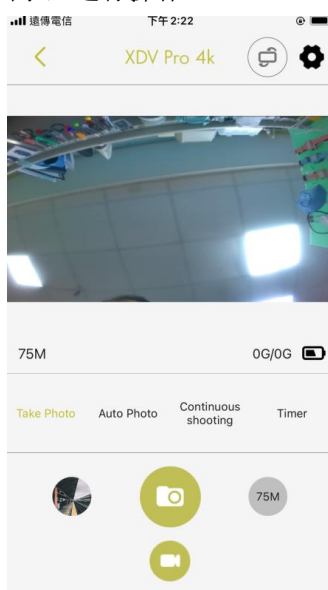 遠傳電信 下午 2:22
XDV Pro 4k
75M 0G/0G
Take Photo Auto Photo Continuous shooting Timer
75M